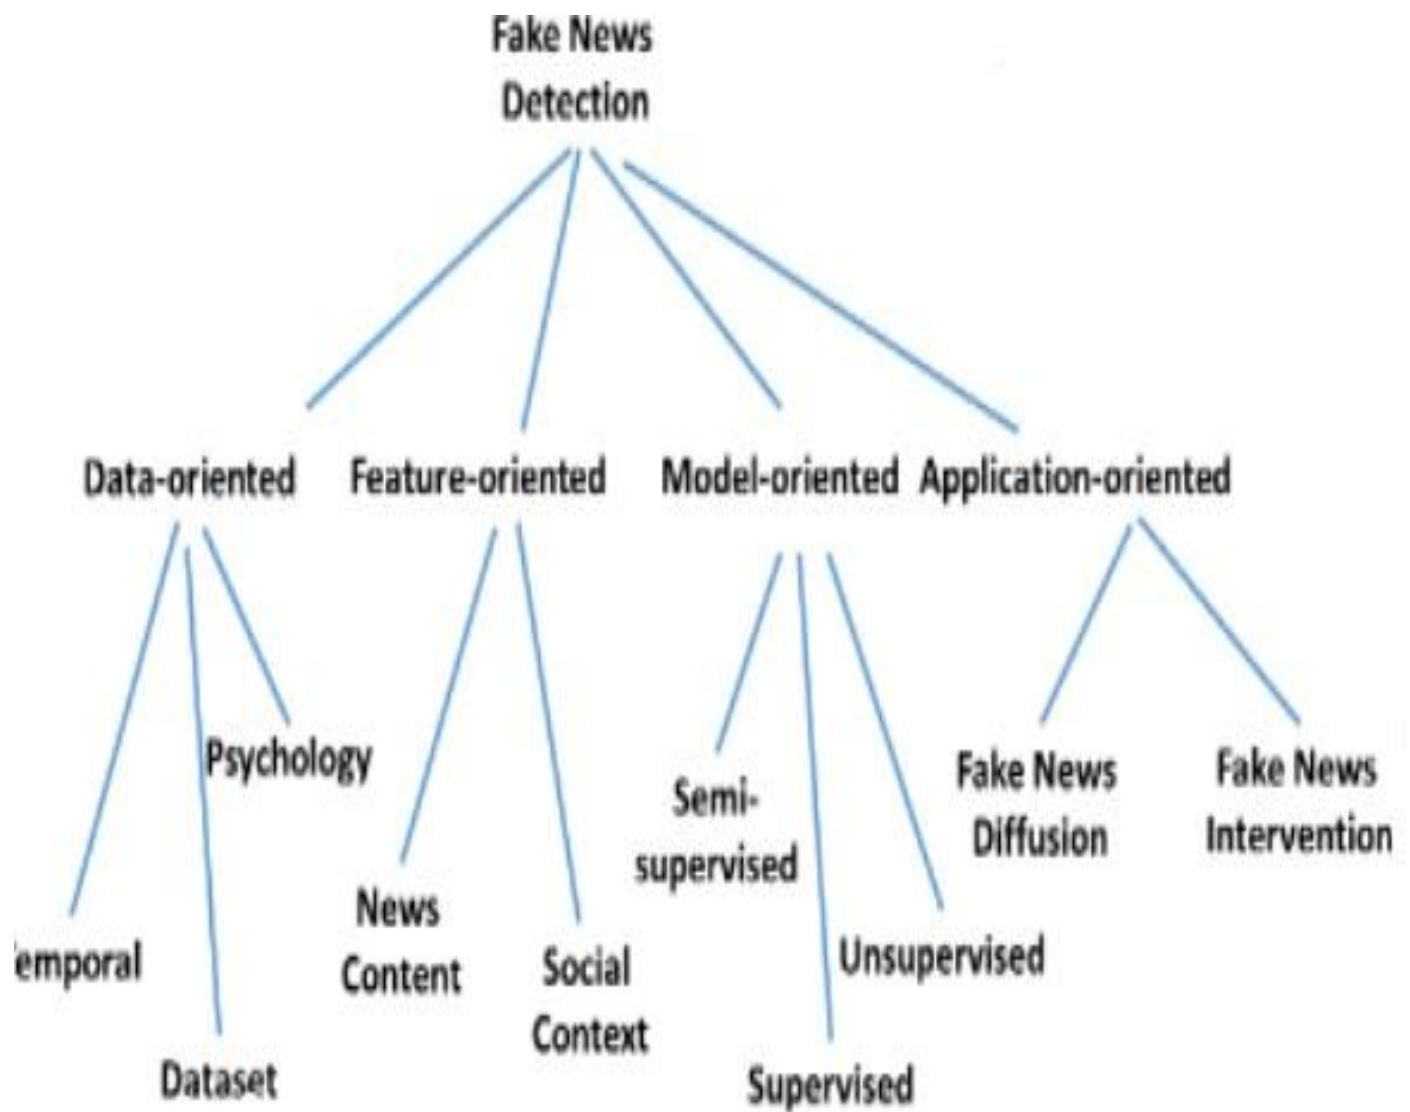 Fake News
Detection
Data-oriented
Feature-oriented
Model-oriented
Application-oriented
Psychology
Temporal
Dataset
News
Content
Social
Context
Semi-
supervised
Supervised
Unsupervised
Fake News
Diffusion
Fake News
Intervention